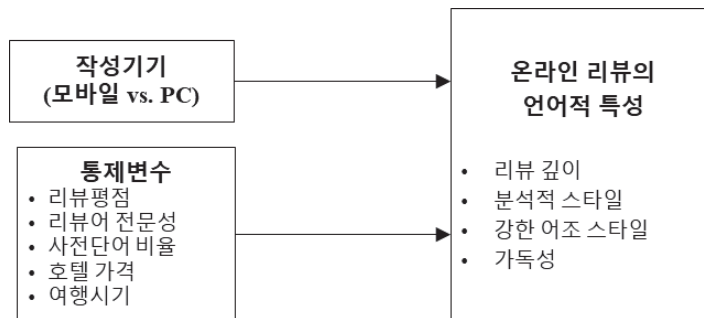 작성기기
(모바일 vs. PC)
통제변수
• 리뷰평점
• 리뷰어 전문성
• 사전단어 비율
• 호텔 가격
• 여행시기
온라인 리뷰의
언어적 특성
• 리뷰 깊이
• 분석적 스타일
• 강한 어조 스타일
• 가독성